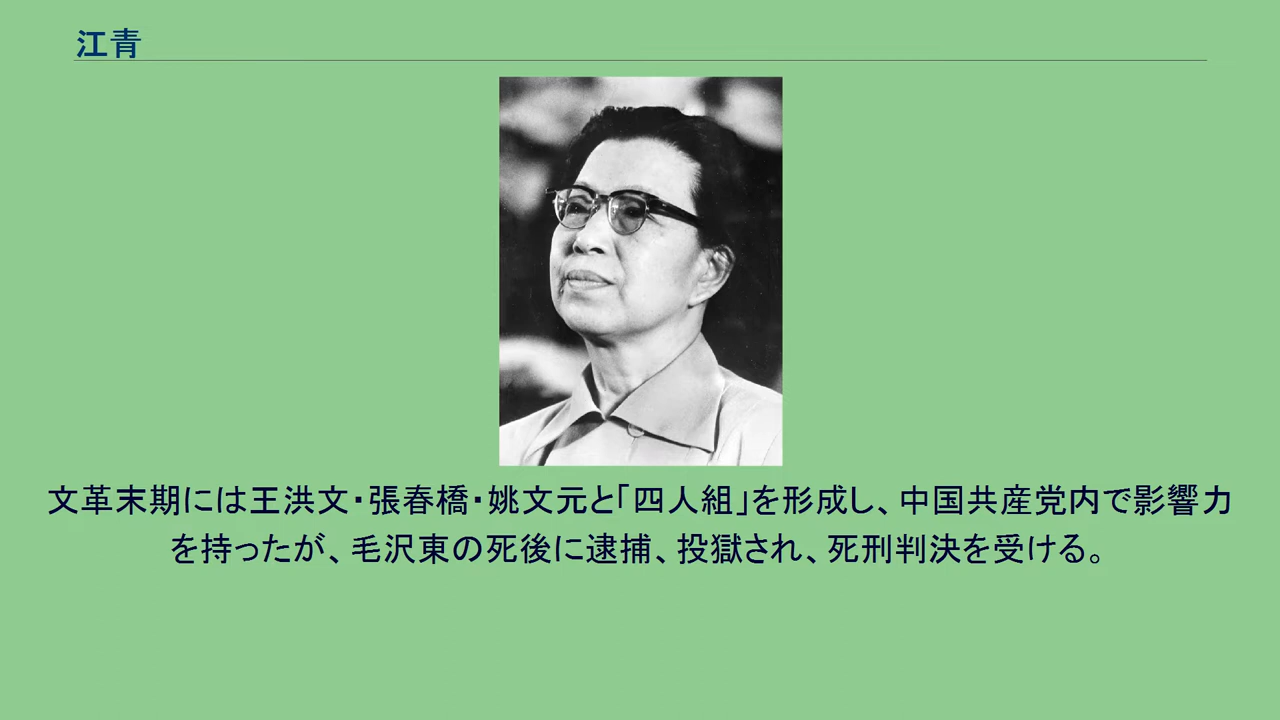 江青
文革末期には王洪文・張春橋・姚文元と「四人組」を形成し、中国共産党内で影響力
を持ったが、毛沢東の死後に逮捕、投獄され、死刑判決を受ける。